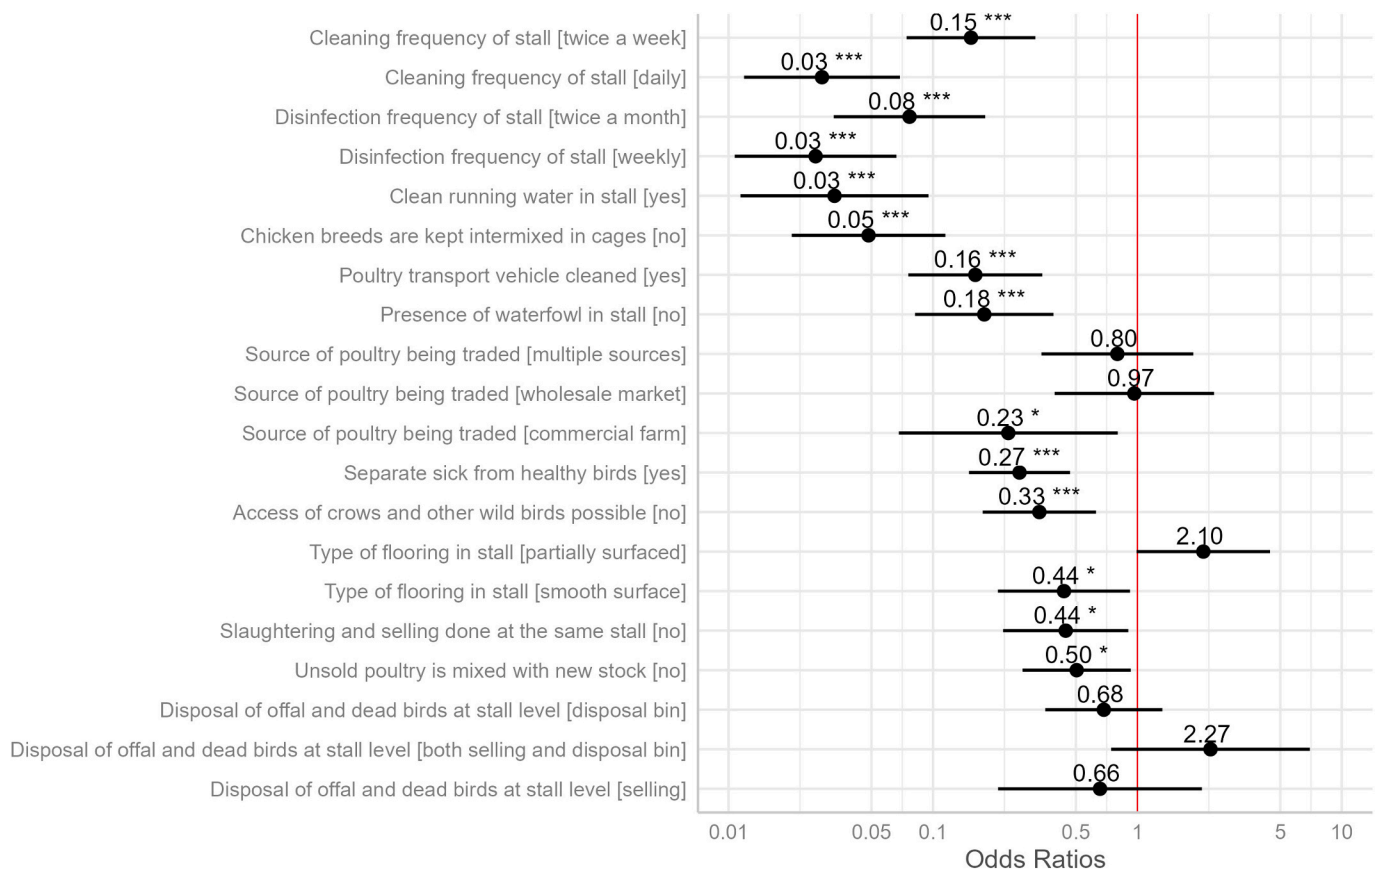 Cleaning frequency of stall [twice a week] 0.15 ***
Cleaning frequency of stall [daily] 0.03 ***
Disinfection frequency of stall [twice a month] 0.08 ***
Disinfection frequency of stall [weekly] 0.03 ***
Clean running water in stall [yes] 0.03 ***
Chicken breeds are kept intermixed in cages [no] 0.05 ***
Poultry transport vehicle cleaned [yes] 0.16 ***
Presence of waterfowl in stall [no] 0.18 ***
Source of poultry being traded [multiple sources] 0.80
Source of poultry being traded [wholesale market] 0.97
Source of poultry being traded [commercial farm] 0.23 *
Separate sick from healthy birds [yes] 0.27 ***
Access of crows and other wild birds possible [no] 0.33 ***
Type of flooring in stall [partially surfaced] 2.10
Type of flooring in stall [smooth surface] 0.44 *
Slaughtering and selling done at the same stall [no] 0.44 *
Unsold poultry is mixed with new stock [no] 0.50 *
Disposal of offal and dead birds at stall level [disposal bin] 0.68
Disposal of offal and dead birds at stall level [both selling and disposal bin] 2.27
Disposal of offal and dead birds at stall level [selling] 0.66
0.01 0.05 0.1 0.5 1 5 10
Odds Ratios